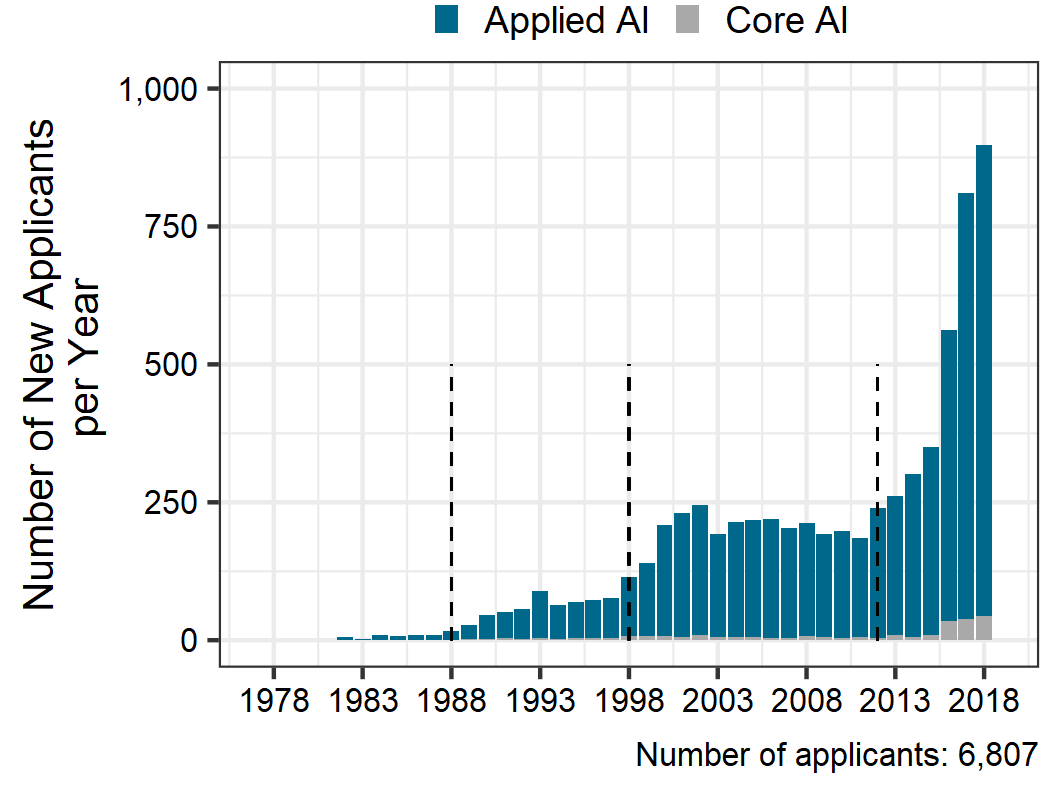 Applied AI Core AI
Number of New Applicants
per Year
1,000
750
500
250
0
1978 1983 1988 1993 1998 2003 2008 2013 2018
Number of applicants: 6,807